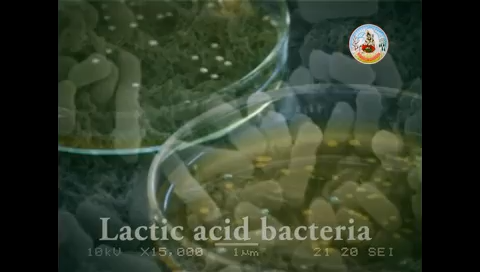 Lactic acid bacteria
10kV X15,000 1μm 21 20 SEI